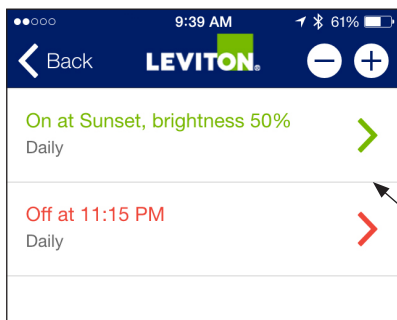 9:39 AM 61%
Back LEVITON®
On at Sunset, brightness 50%
Daily
Off at 11:15 PM
Daily